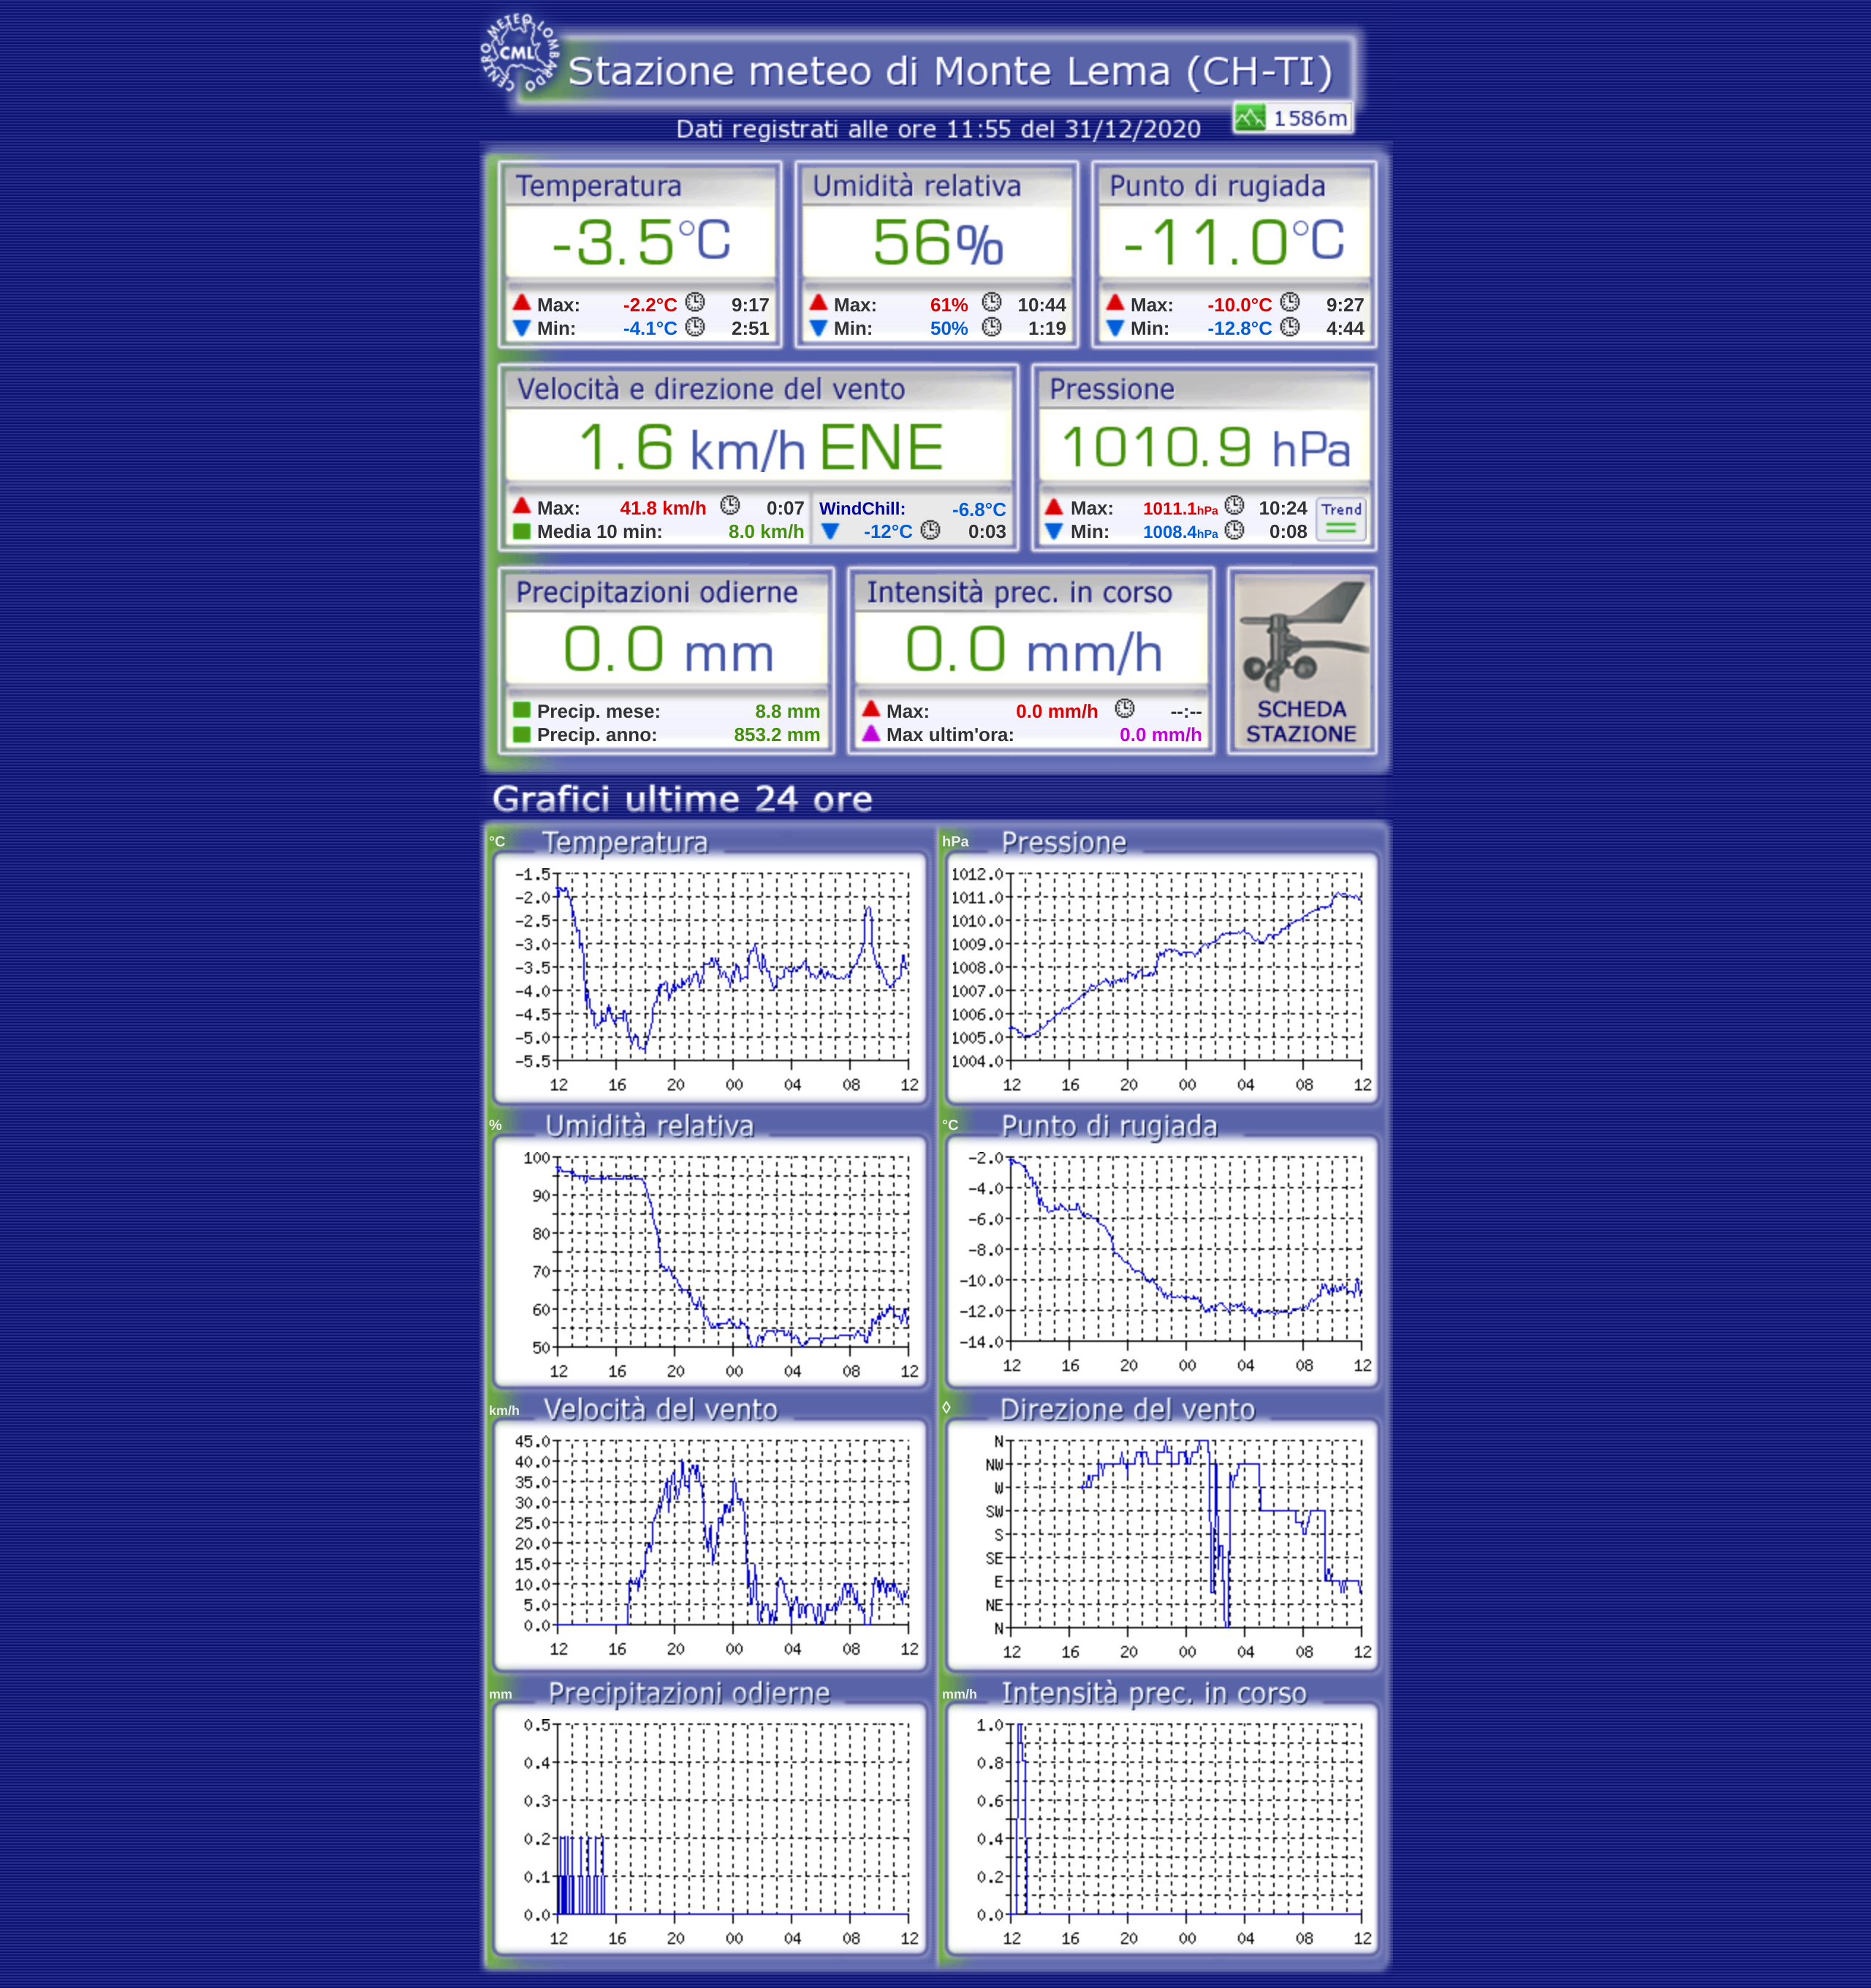 CENTRO METEO LOMBARDO
CML
Stazione meteo di Monte Lema (CH-TI)
1586m
Dati registrati alle ore 11:55 del 31/12/2020
Temperatura Umidità relativa Punto di rugiada
-3.5°C 56% -11.0°C
Max: -2.2°C 9:17 Max: 61% 10:44 Max: -10.0°C 9:27
Min: -4.1°C 2:51 Min: 50% 1:19 Min: -12.8°C 4:44
Velocità e direzione del vento Pressione
1.6 km/h ENE 1010.9 hPa
Max: 41.8 km/h 0:07 WindChill: -6.8°C Max: 1011.1hPa 10:24 Trend
Media 10 min: 8.0 km/h -12°C 0:03 Min: 1008.4hPa 0:08
Precipitazioni odierne Intensità prec. in corso
0.0 mm 0.0 mm/h
Precip. mese: 8.8 mm Max: 0.0 mm/h --:-- SCHEDA
Precip. anno: 853.2 mm Max ultim'ora: 0.0 mm/h STAZIONE
Grafici ultime 24 ore
°C Temperatura
-1.5
-2.0
-2.5
-3.0
-3.5
-4.0
-4.5
-5.0
-5.5
12 16 20 00 04 08 12
hPa Pressione
1012.0
1011.0
1010.0
1009.0
1008.0
1007.0
1006.0
1005.0
1004.0
12 16 20 00 04 08 12
% Umidità relativa
100
90
80
70
60
50
12 16 20 00 04 08 12
°C Punto di rugiada
-2.0
-4.0
-6.0
-8.0
-10.0
-12.0
-14.0
12 16 20 00 04 08 12
km/h Velocità del vento
45.0
40.0
35.0
30.0
25.0
20.0
15.0
10.0
5.0
0.0
12 16 20 00 04 08 12
◊ Direzione del vento
N
NW
W
SW
S
SE
E
NE
N
12 16 20 00 04 08 12
mm Precipitazioni odierne
0.5
0.4
0.3
0.2
0.1
0.0
12 16 20 00 04 08 12
mm/h Intensità prec. in corso
1.0
0.8
0.6
0.4
0.2
0.0
12 16 20 00 04 08 12